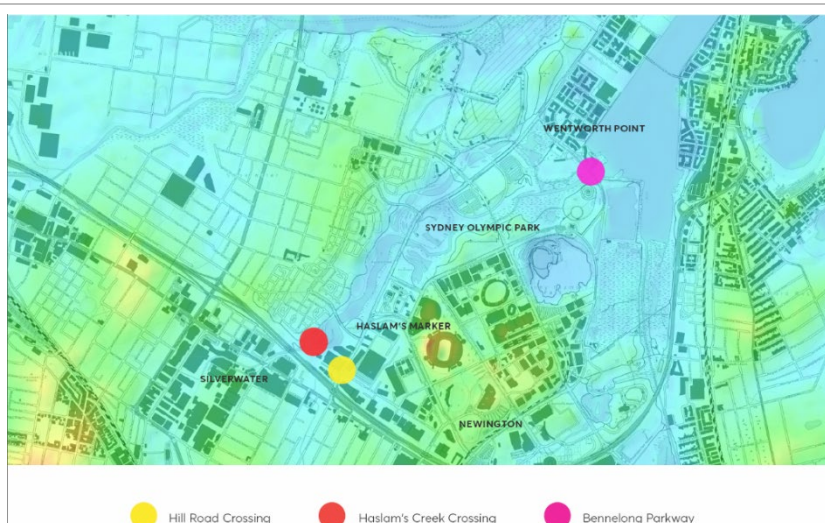 WENTWORTH POINT
SYDNEY OLYMPIC PARK
HASLAM'S MARKER
SILVERWATER
NEWINGTON
Hill Road Crossing
Haslam's Creek Crossing
Bennelong Parkway